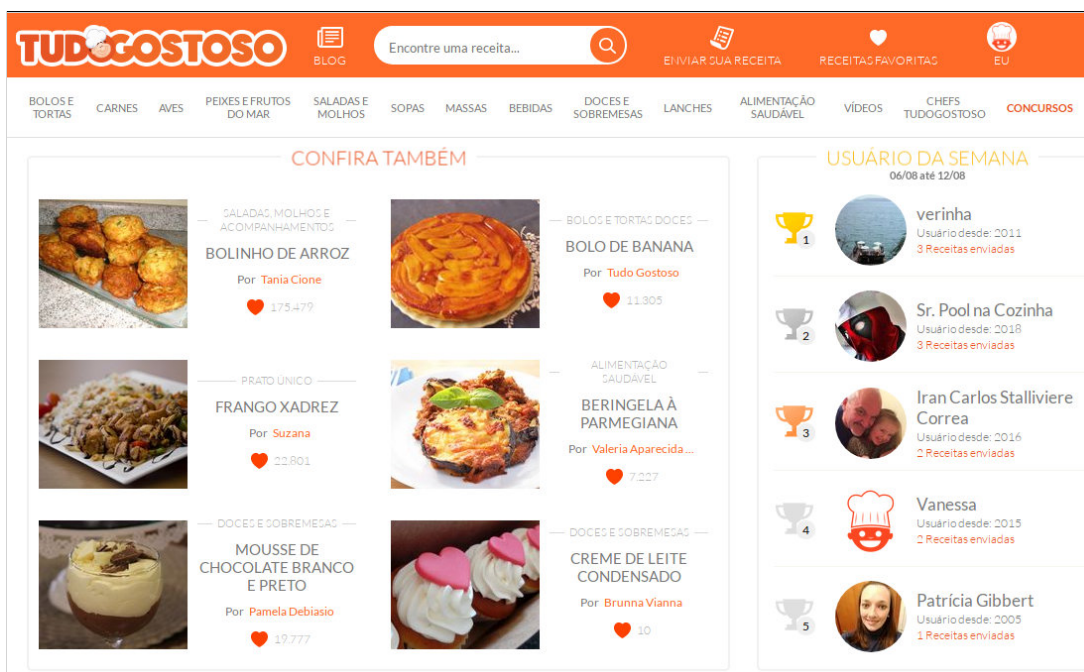 TUDOGOSTOSO
BLOG
Encontre uma receita...
ENVIAR SUA RECEITA
RECEITAS FAVORITAS
EU
BOLOS E
TORTAS
CARNES
AVES
PEIXES E FRUTOS
DO MAR
SALADAS E
MOLHOS
SOPAS
MASSAS
BEBIDAS
DOCES E
SOBREMESAS
LANCHES
ALIMENTAÇÃO
SAUDÁVEL
VÍDEOS
CHEFS
TUDOGOSTOSO
CONCURSOS
CONFIRA TAMBÉM
SALADAS, MOLHOS E
ACOMPANHAMENTOS
BOLINHO DE ARROZ
Por Tania Cione
175.479
BOLOS E TORTAS DOCES
BOLO DE BANANA
Por Tudo Gostoso
11.305
PRATO ÚNICO
FRANGO XADREZ
Por Suzana
22.801
ALIMENTAÇÃO
SAUDÁVEL
BERINGELA À
PARMEGIANA
Por Valeria Aparecida ...
7.227
DOCES E SOBREMESAS
MOUSSE DE
CHOCOLATE BRANCO
E PRETO
Por Pamela Debiasio
19.777
DOCES E SOBREMESAS
CREME DE LEITE
CONDENSADO
Por Brunna Vianna
10
USUÁRIO DA SEMANA
06/08 até 12/08
1
verinha
Usuário desde: 2011
3 Receitas enviadas
2
Sr. Pool na Cozinha
Usuário desde: 2018
3 Receitas enviadas
3
Iran Carlos Stalliviere
Correa
Usuário desde: 2016
2 Receitas enviadas
4
Vanessa
Usuário desde: 2015
2 Receitas enviadas
5
Patrícia Gibbert
Usuário desde: 2005
1 Receitas enviadas